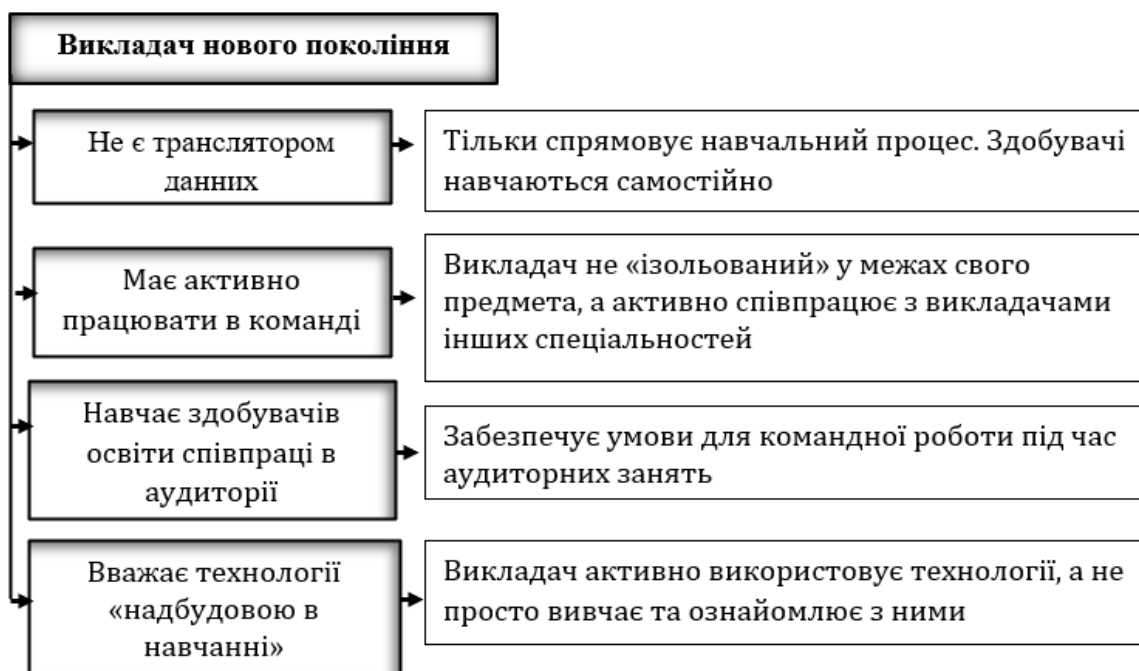 Викладач нового покоління
Не є транслятором
данних
Тільки спрямовує навчальний процес. Здобувачі
навчаються самостійно
Має активно
працювати в команді
Викладач не «ізольований» у межах свого
предмета, а активно співпрацює з викладачами
інших спеціальностей
Навчає здобувачів
освіти співпраці в
аудиторії
Забезпечує умови для командної роботи під час
аудиторних занять
Вважає технології
«надбудовою в
навчанні»
Викладач активно використовує технології, а не
просто вивчає та ознайомлює з ними